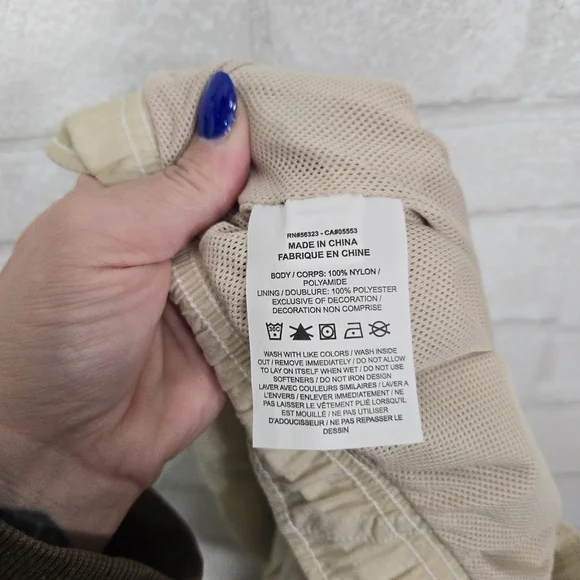 RN#56323 - CA#05553
MADE IN CHINA
FABRIQUE EN CHINE
BODY / CORPS: 100% NYLON /
POLYAMIDE
LINING / DOUBLURE: 100% POLYESTER
EXCLUSIVE OF DECORATION /
DECORATION NON COMPRISE
30C
WASH WITH LIKE COLORS / WASH INSIDE
OUT / REMOVE IMMEDIATELY / DO NOT ALLOW
TO LAY ON ITSELF WHEN WET / DO NOT USE
SOFTENERS / DO NOT IRON DESIGN
LAVER AVEC COULEURS SIMILAIRES / LAVER A
L'ENVERS / ENLEVER IMMEDIATEMENT / NE
PAS LAISSER LE VÊTEMENT PLIÉ LORSQU'IL
EST MOUILLÉ / NE PAS UTILISER
D'ADOUCISSEUR / NE PAS REPASSER LE
DESSIN